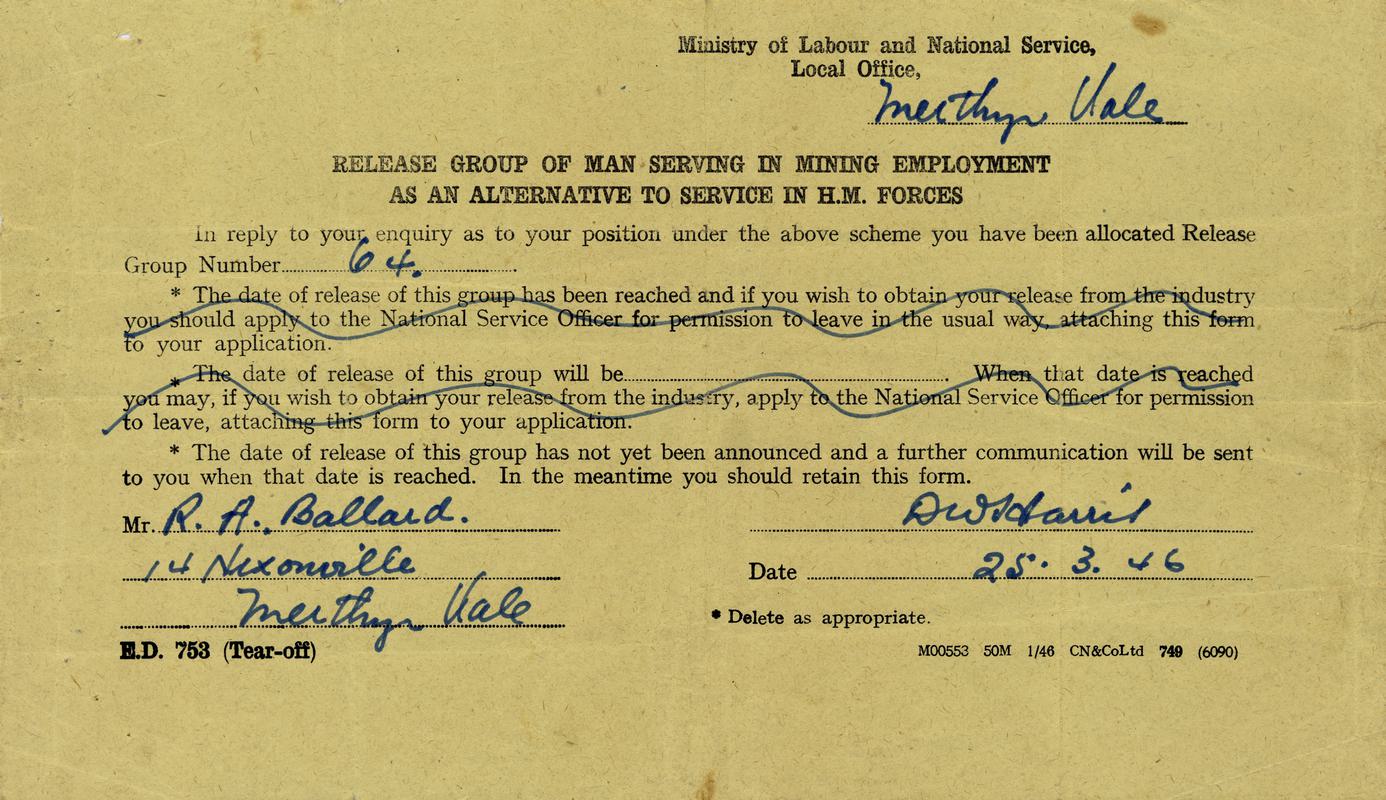 Ministry of Labour and National Service,
Local Office,
Merthyr Vale
RELEASE GROUP OF MAN SERVING IN MINING EMPLOYMENT
AS AN ALTERNATIVE TO SERVICE IN H.M. FORCES
In reply to your enquiry as to your position under the above scheme you have been allocated Release
Group Number 64.
* The date of release of this group has been reached and if you wish to obtain your release from the industry
you should apply to the National Service Officer for permission to leave in the usual way, attaching this form
to your application.
* The date of release of this group will be . When that date is reached
you may, if you wish to obtain your release from the industry, apply to the National Service Officer for permission
to leave, attaching this form to your application.
* The date of release of this group has not yet been announced and a further communication will be sent
to you when that date is reached. In the meantime you should retain this form.
Mr. R. A. Ballard.
Harris
14 Nixonville
Date 25. 3. 46
Merthyr Vale
* Delete as appropriate.
E.D. 753 (Tear-off)
M00553 50M 1/46 CN&CoLtd 749 (6090)